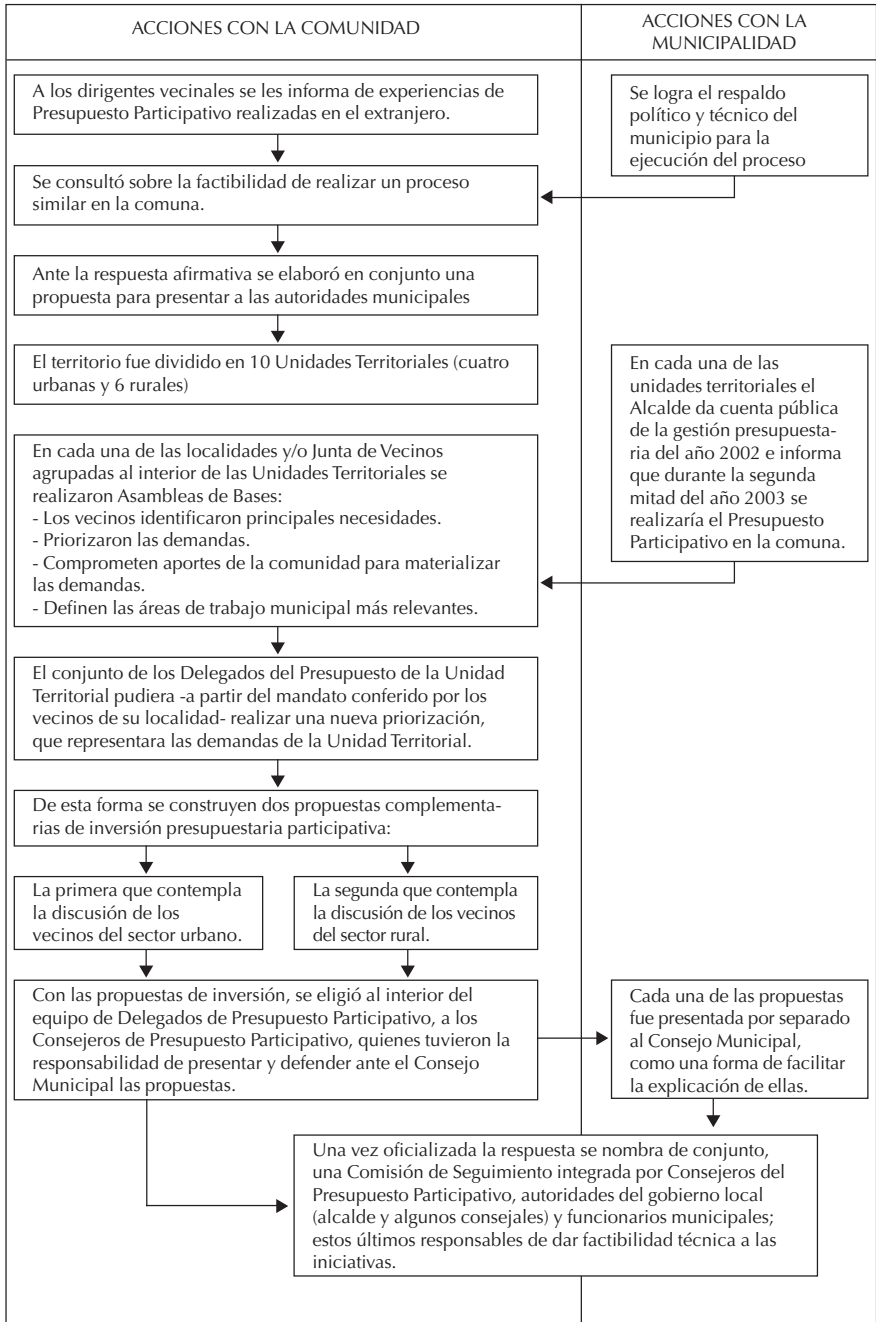 ACCIONES CON LA COMUNIDAD
ACCIONES CON LA
MUNICIPALIDAD
A los dirigentes vecinales se les informa de experiencias de
Presupuesto Participativo realizadas en el extranjero.
Se logra el respaldo
político y técnico del
municipio para la
ejecución del proceso
Se consultó sobre la factibilidad de realizar un proceso
similar en la comuna.
Ante la respuesta afirmativa se elaboró en conjunto una
propuesta para presentar a las autoridades municipales
El territorio fue dividido en 10 Unidades Territoriales (cuatro
urbanas y 6 rurales)
En cada una de las
unidades territoriales el
Alcalde da cuenta pública
de la gestión presupuesta-
ria del año 2002 e informa
que durante la segunda
mitad del año 2003 se
realizaría el Presupuesto
Participativo en la comuna.
En cada una de las localidades y/o Junta de Vecinos
agrupadas al interior de las Unidades Territoriales se
realizaron Asambleas de Bases:
- Los vecinos identificaron principales necesidades.
- Priorizaron las demandas.
- Comprometen aportes de la comunidad para materializar
las demandas.
- Definen las áreas de trabajo municipal más relevantes.
El conjunto de los Delegados del Presupuesto de la Unidad
Territorial pudiera -a partir del mandato conferido por los
vecinos de su localidad- realizar una nueva priorización,
que representara las demandas de la Unidad Territorial.
De esta forma se construyen dos propuestas complementa-
rias de inversión presupuestaria participativa:
La primera que contempla
la discusión de los
vecinos del sector urbano.
La segunda que contempla
la discusión de los vecinos
del sector rural.
Con las propuestas de inversión, se eligió al interior del
equipo de Delegados de Presupuesto Participativo, a los
Consejeros de Presupuesto Participativo, quienes tuvieron la
responsabilidad de presentar y defender ante el Consejo
Municipal las propuestas.
Cada una de las propuestas
fue presentada por separado
al Consejo Municipal,
como una forma de facilitar
la explicación de ellas.
Una vez oficializada la respuesta se nombra de conjunto,
una Comisión de Seguimiento integrada por Consejeros del
Presupuesto Participativo, autoridades del gobierno local
(alcalde y algunos consejales) y funcionarios municipales;
estos últimos responsables de dar factibilidad técnica a las
iniciativas.